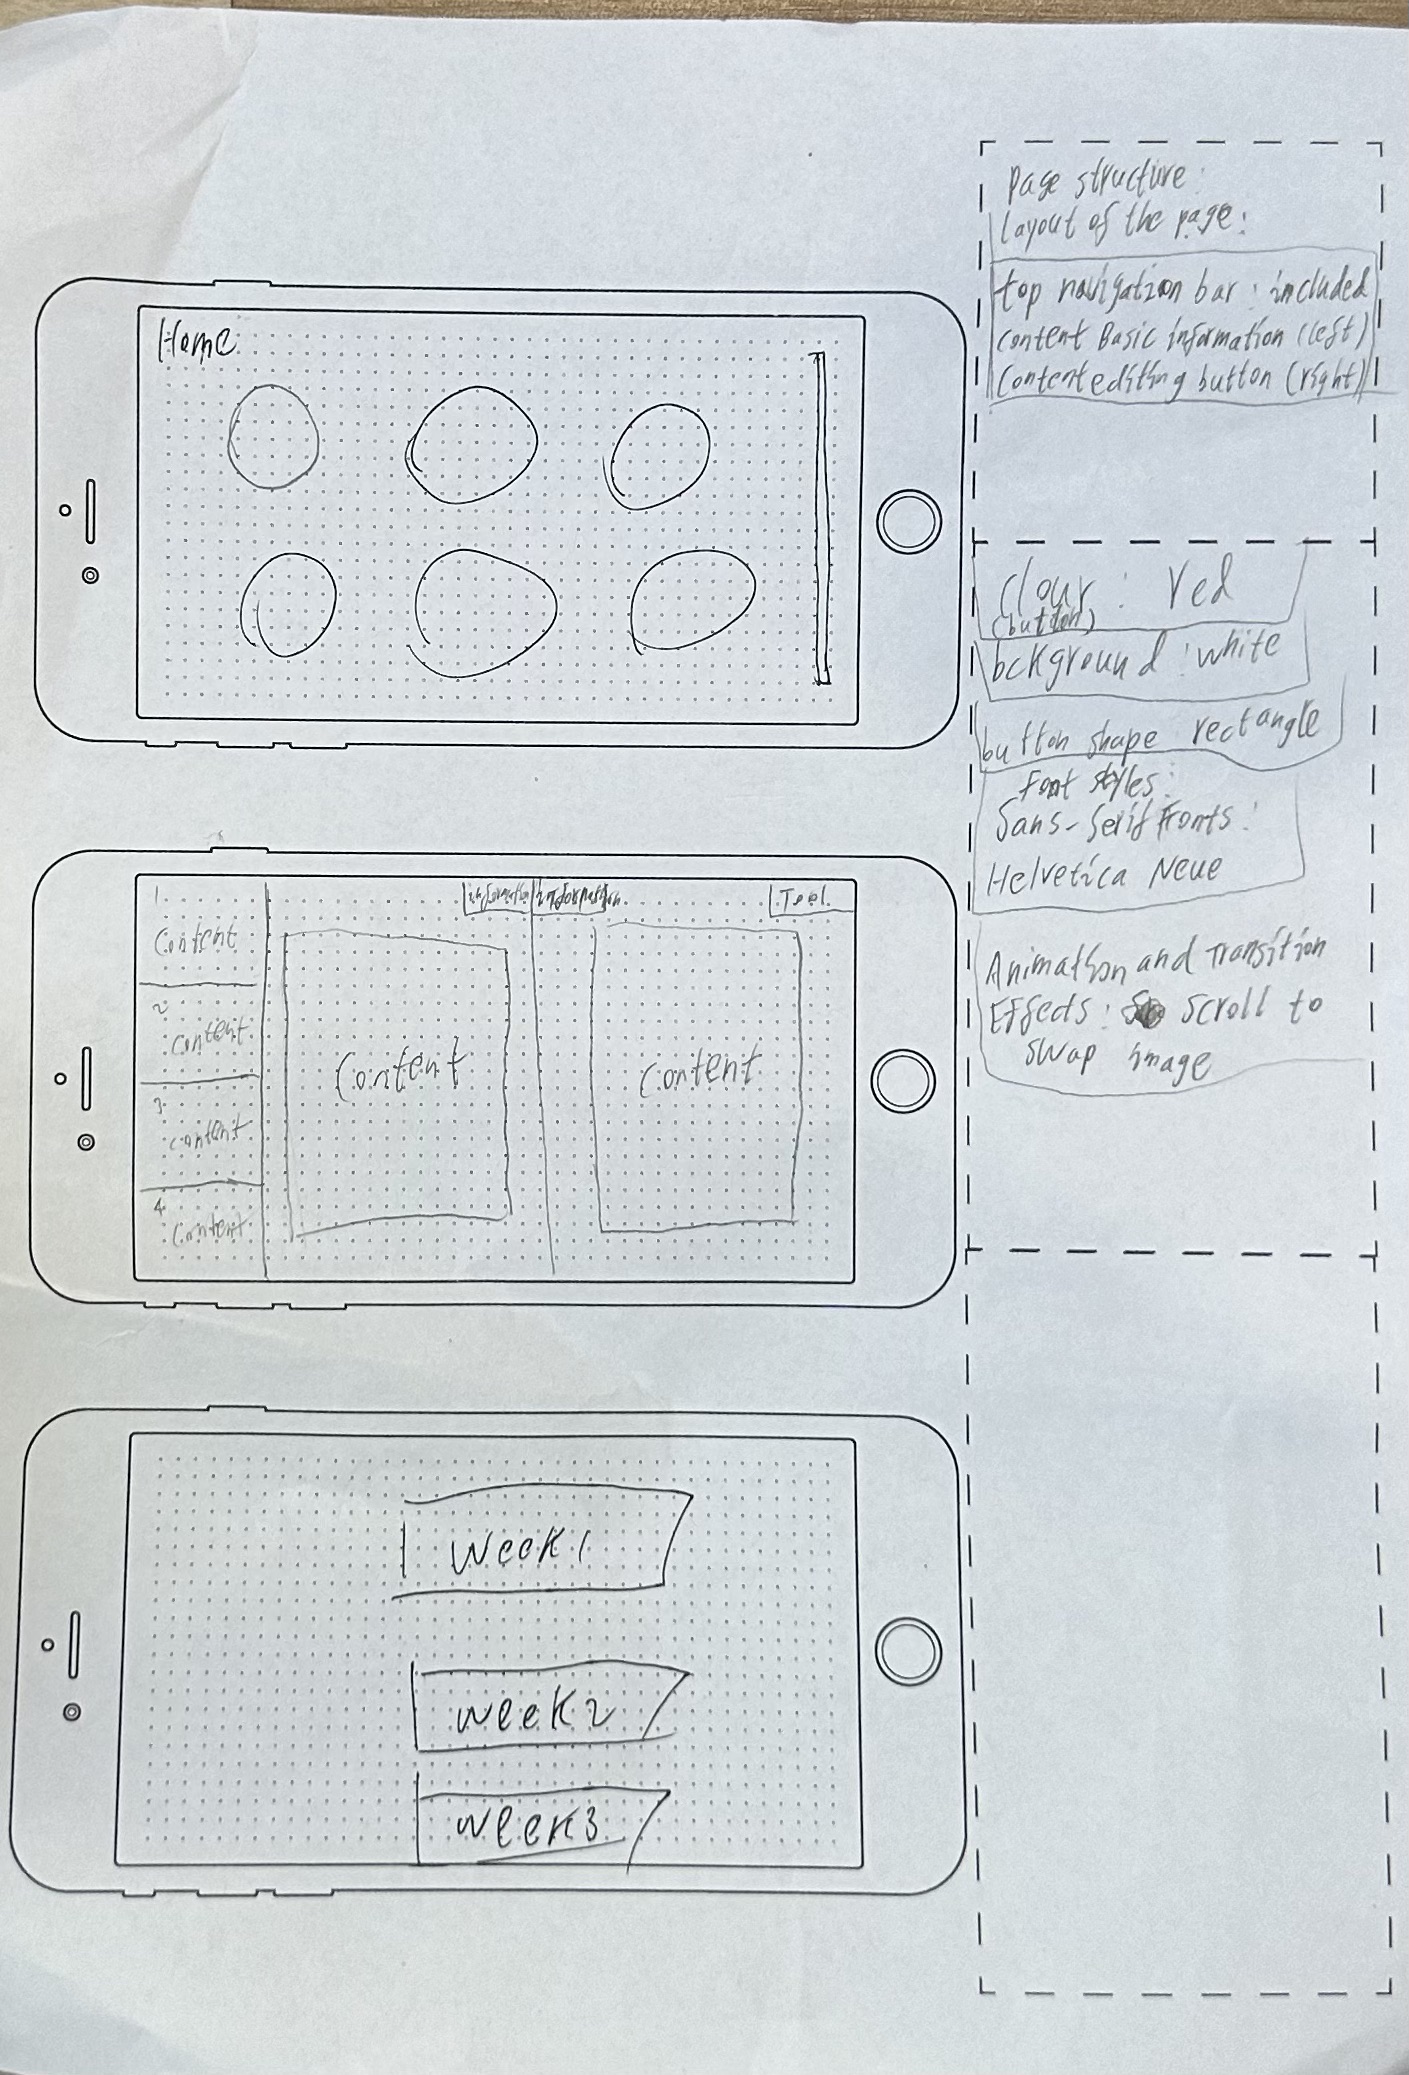 Home
1
Content
2
content
3
content
4
Content
information
information
Tool
Content
Content
week1
week2
week3
Page structure:
layout of the page:
top navigation bar: included
content Basic information (left)
Content editing button (right)
clour: red
(button)
bckground: white
button shape rectangle
Font styles:
Sans-Serif Fonts:
Helvetica Neue
Animation and Transition
Effects: scroll to
swap image